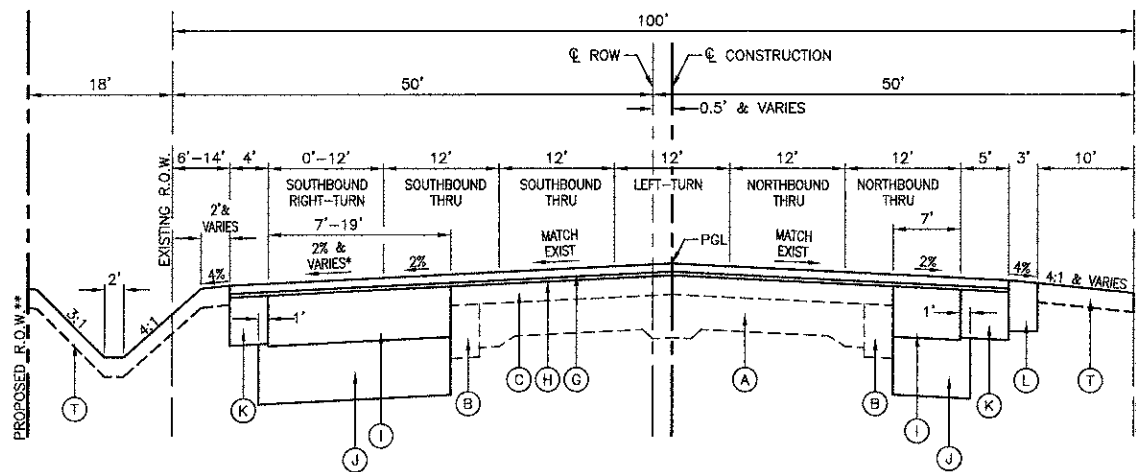 100'
℄ ROW
℄ CONSTRUCTION
18'
50'
50'
0.5' & VARIES
6'-14'
4'
0'-12'
12'
12'
12'
12'
12'
5'
3'
10'
EXISTING R.O.W.
SOUTHBOUND
RIGHT-TURN
SOUTHBOUND
THRU
SOUTHBOUND
THRU
LEFT-TURN
NORTHBOUND
THRU
NORTHBOUND
THRU
2'&
VARIES
7'-19'
7'
2% &
VARIES*
2%
MATCH
EXIST
PGL
MATCH
EXIST
2%
4%
4%
4:1 & VARIES
2'
3:1
4:1
1'
1'
PROPOSED R.O.W.**
T
K
J
I
B
C
H
G
A
B
I
J
K
L
T